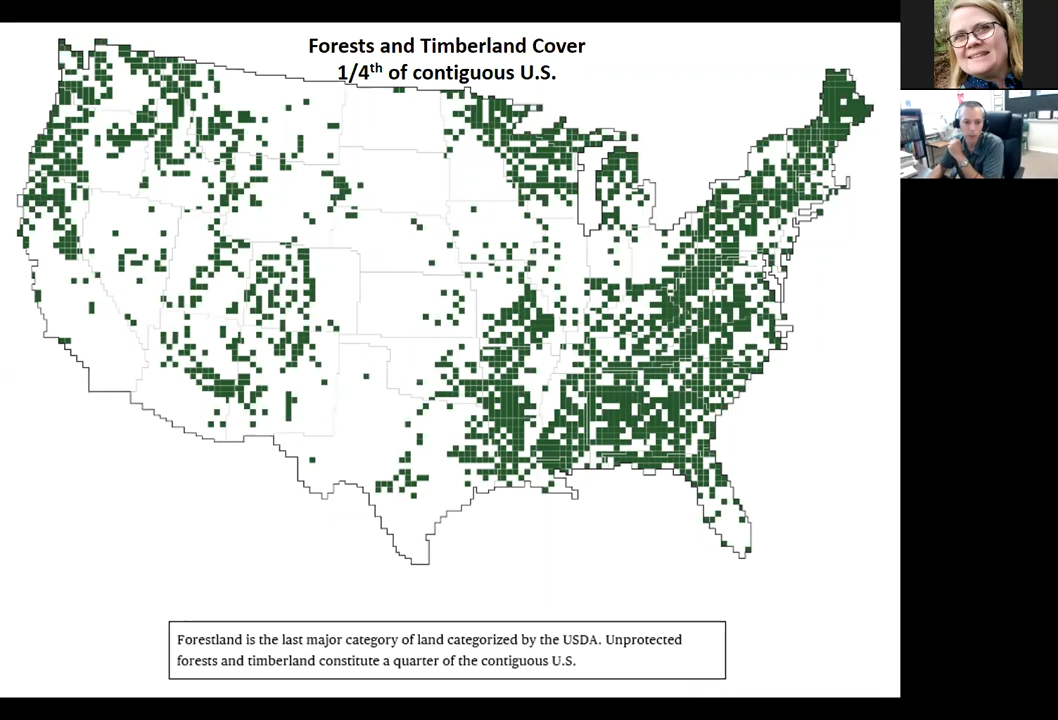 Forests and Timberland Cover
1/4th of contiguous U.S.
Forestland is the last major category of land categorized by the USDA. Unprotected
forests and timberland constitute a quarter of the contiguous U.S.